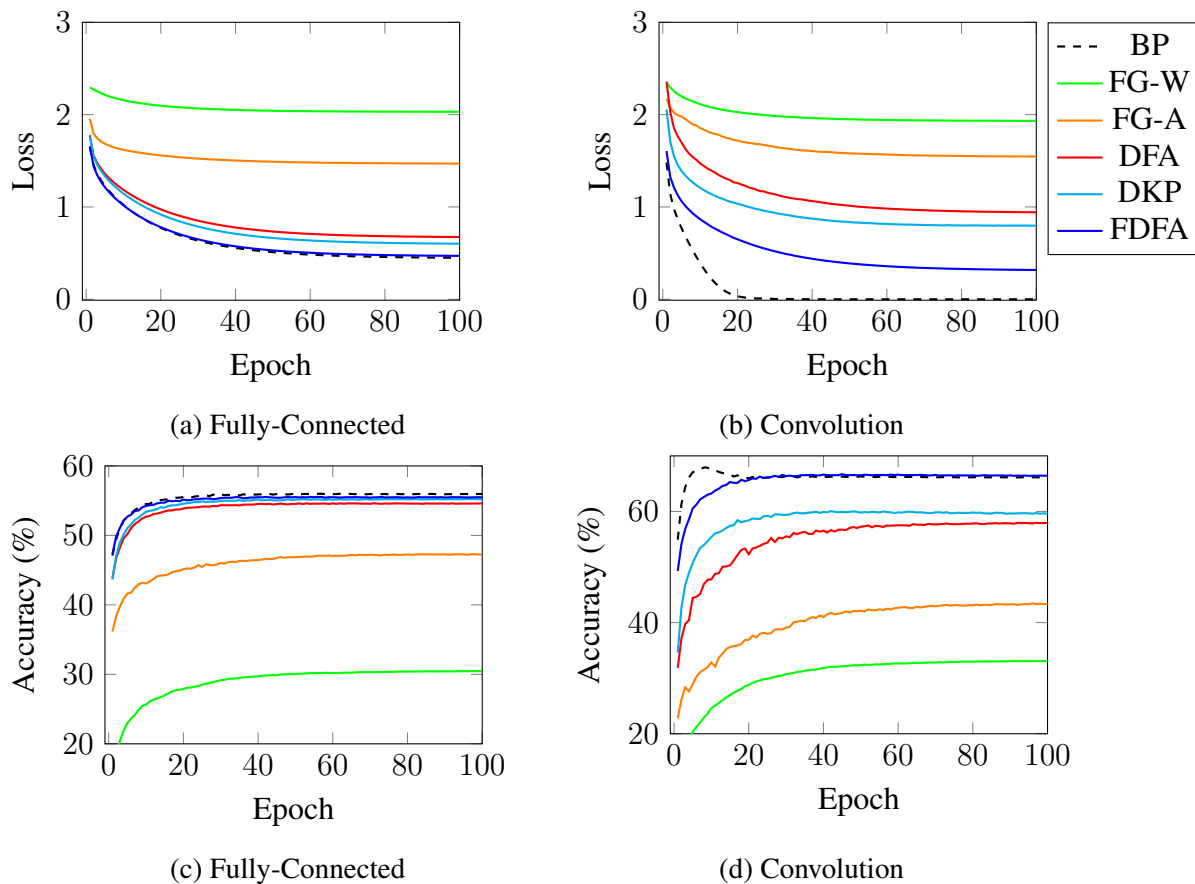 3
2
1
0
Loss
0 20 40 60 80 100
Epoch
(a) Fully-Connected
3
2
1
0
Loss
0 20 40 60 80 100
Epoch
(b) Convolution
BP
FG-W
FG-A
DFA
DKP
FDFA
60
50
40
30
20
Accuracy (%)
0 20 40 60 80 100
Epoch
(c) Fully-Connected
60
40
20
Accuracy (%)
0 20 40 60 80 100
Epoch
(d) Convolution